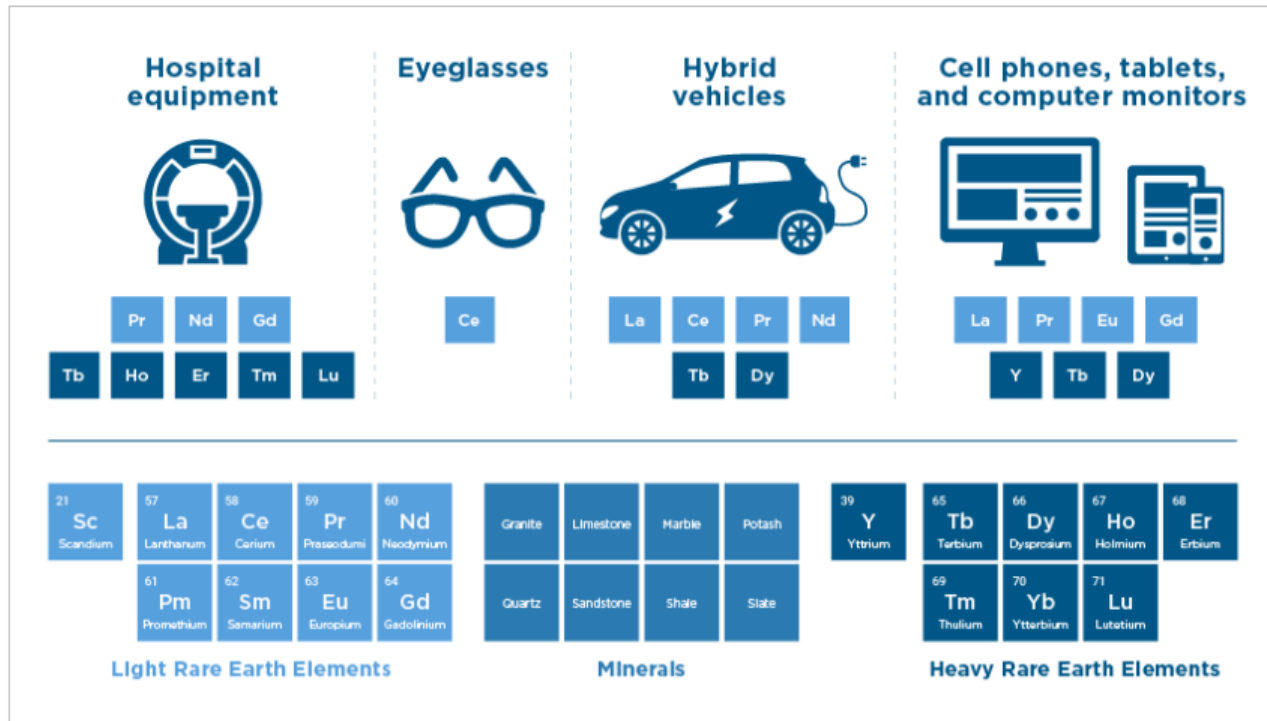 Hospital
equipment
Eyeglasses
Hybrid
vehicles
Cell phones, tablets,
and computer monitors
Pr Nd Gd
Tb Ho Er Tm Lu
Ce
La Ce Pr Nd
Tb Dy
La Pr Eu Gd
Y Tb Dy
21
Sc
Scandium
57
La
Lanthanum
58
Ce
Cerium
59
Pr
Praseodumi
60
Nd
Neodymium
61
Pm
Promethium
62
Sm
Samarium
63
Eu
Europium
64
Gd
Gadolinium
Light Rare Earth Elements
Granite Limestone Marble Potash
Quartz Sandstone Shale Slate
Minerals
39
Y
Yttrium
65
Tb
Terbium
66
Dy
Dysprosium
67
Ho
Holmium
68
Er
Erbium
69
Tm
Thulium
70
Yb
Ytterbium
71
Lu
Lutetium
Heavy Rare Earth Elements